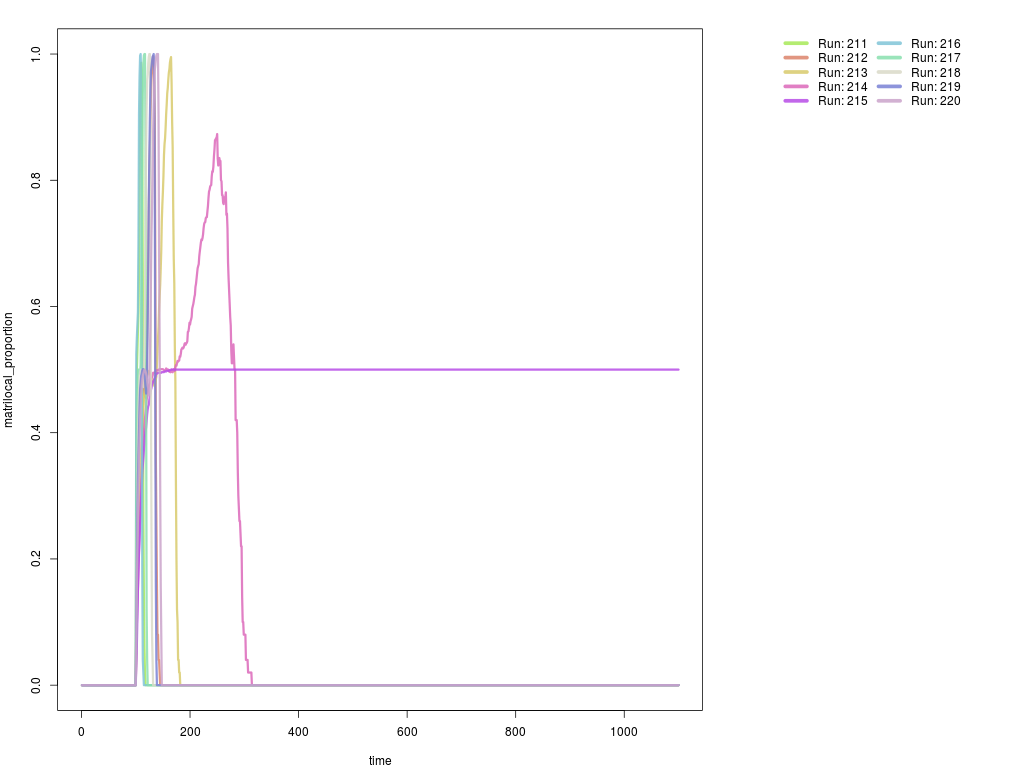 1.0
0.8
0.6
0.4
0.2
0.0
matrilocal_proportion
0 200 400 600 800 1000
time
Run: 211 Run: 216
Run: 212 Run: 217
Run: 213 Run: 218
Run: 214 Run: 219
Run: 215 Run: 220